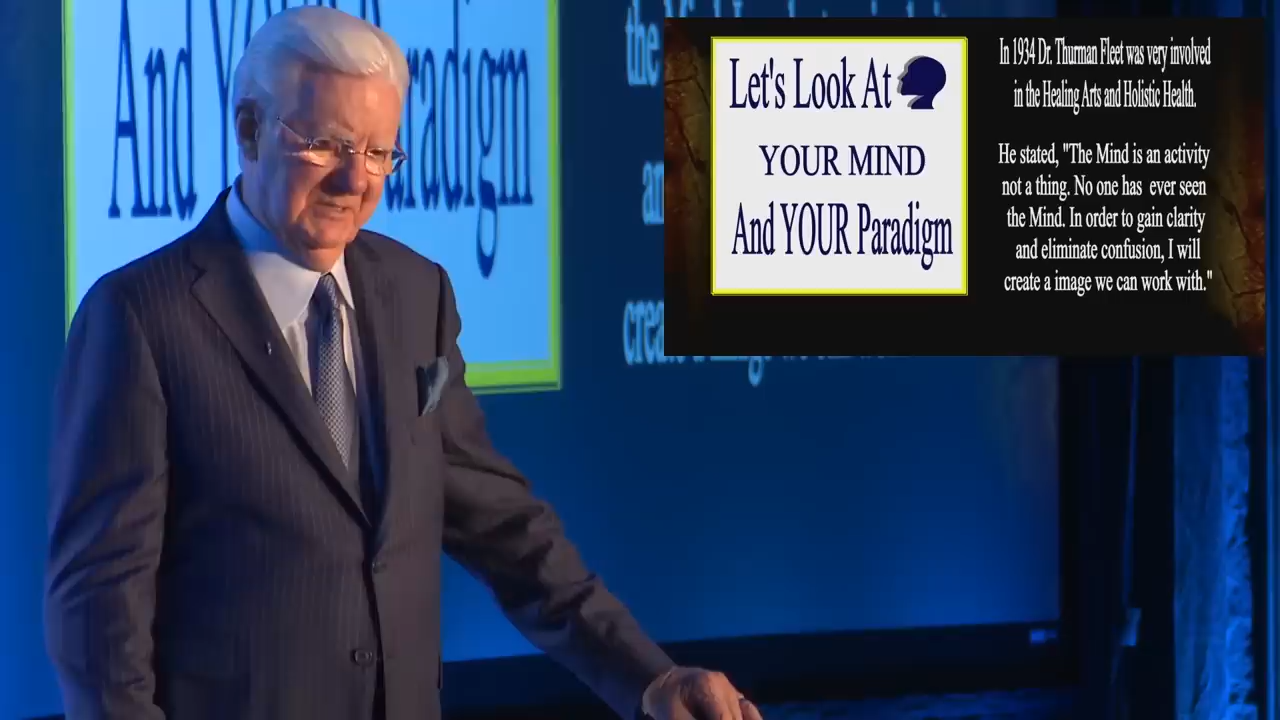 And YOUR Paradigm
the Mind
an
Let's Look At
YOUR MIND
And YOUR Paradigm
In 1934 Dr. Thurman Fleet was very involved
in the Healing Arts and Holistic Health.
He stated, "The Mind is an activity
not a thing. No one has ever seen
the Mind. In order to gain clarity
and eliminate confusion, I will
create a image we can work with."